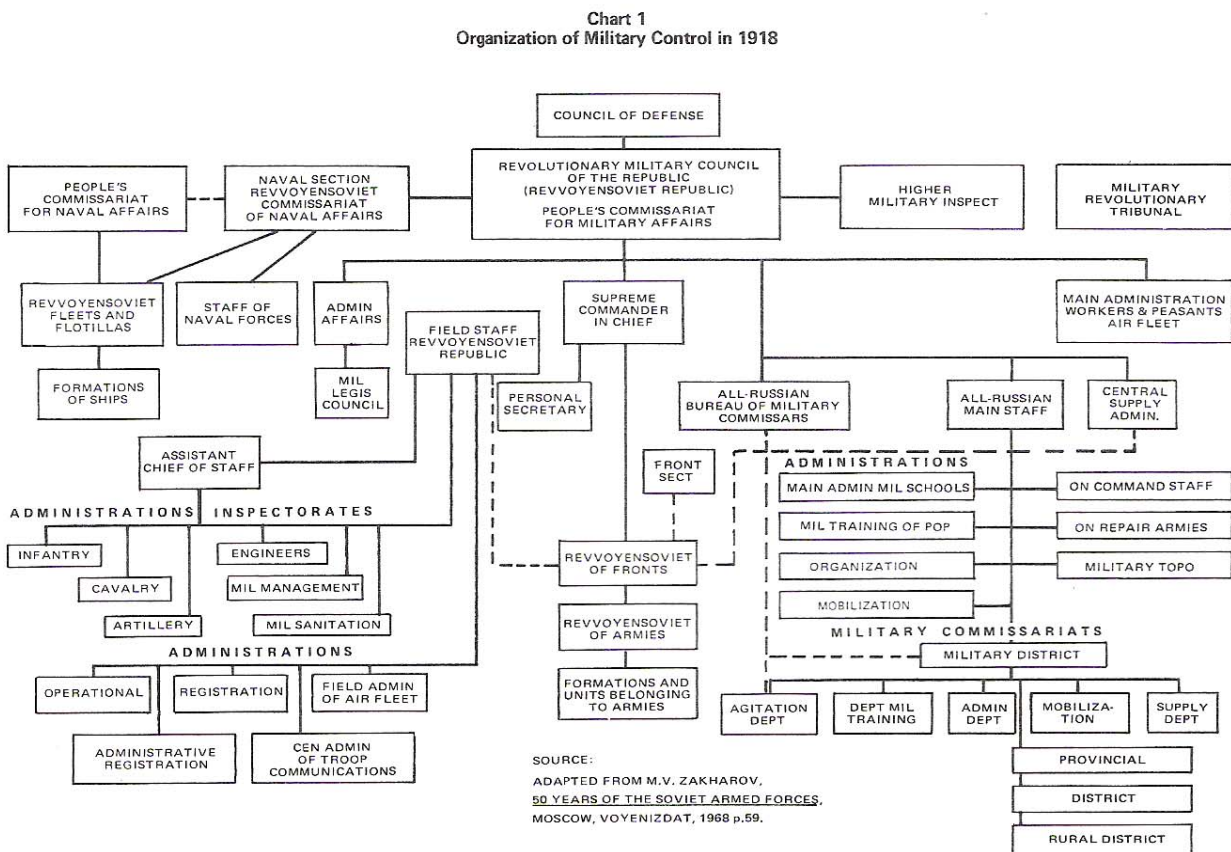 Chart 1
Organization of Military Control in 1918
COUNCIL OF DEFENSE
PEOPLE'S
COMMISSARIAT
FOR NAVAL AFFAIRS
NAVAL SECTION
REVVOYENSOVIET
COMMISSARIAT
OF NAVAL AFFAIRS
REVOLUTIONARY MILITARY COUNCIL
OF THE REPUBLIC
(REVVOYENSOVIET REPUBLIC)
PEOPLE'S COMMISSARIAT
FOR MILITARY AFFAIRS
HIGHER
MILITARY INSPECT
MILITARY
REVOLUTIONARY
TRIBUNAL
REVVOYENSOVIET
FLEETS AND
FLOTILLAS
STAFF OF
NAVAL FORCES
ADMIN
AFFAIRS
FIELD STAFF
REVVOYENSOVIET
REPUBLIC
SUPREME
COMMANDER
IN CHIEF
MAIN ADMINISTRATION
WORKERS & PEASANTS
AIR FLEET
FORMATIONS
OF SHIPS
MIL
LEGIS
COUNCIL
PERSONAL
SECRETARY
ALL-RUSSIAN
BUREAU OF MILITARY
COMMISSARS
ALL-RUSSIAN
MAIN STAFF
CENTRAL
SUPPLY
ADMIN.
ASSISTANT
CHIEF OF STAFF
FRONT
SECT
ADMINISTRATIONS
MAIN ADMIN MIL SCHOOLS
ON COMMAND STAFF
MIL TRAINING OF POP
ON REPAIR ARMIES
ORGANIZATION
MILITARY TOPO
MOBILIZATION
ADMINISTRATIONS INSPECTORATES
INFANTRY
ENGINEERS
CAVALRY
MIL MANAGEMENT
ARTILLERY
MIL SANITATION
REVVOYENSOVIET
OF FRONTS
REVVOYENSOVIET
OF ARMIES
FORMATIONS AND
UNITS BELONGING
TO ARMIES
MILITARY COMMISSARIATS
MILITARY DISTRICT
ADMINISTRATIONS
OPERATIONAL
REGISTRATION
FIELD ADMIN
OF AIR FLEET
ADMINISTRATIVE
REGISTRATION
CEN ADMIN
OF TROOP
COMMUNICATIONS
AGITATION
DEPT
DEPT MIL
TRAINING
ADMIN
DEPT
MOBILIZA-
TION
SUPPLY
DEPT
PROVINCIAL
DISTRICT
RURAL DISTRICT
SOURCE:
ADAPTED FROM M.V. ZAKHAROV,
50 YEARS OF THE SOVIET ARMED FORCES,
MOSCOW, VOYENIZDAT, 1968 p.59.